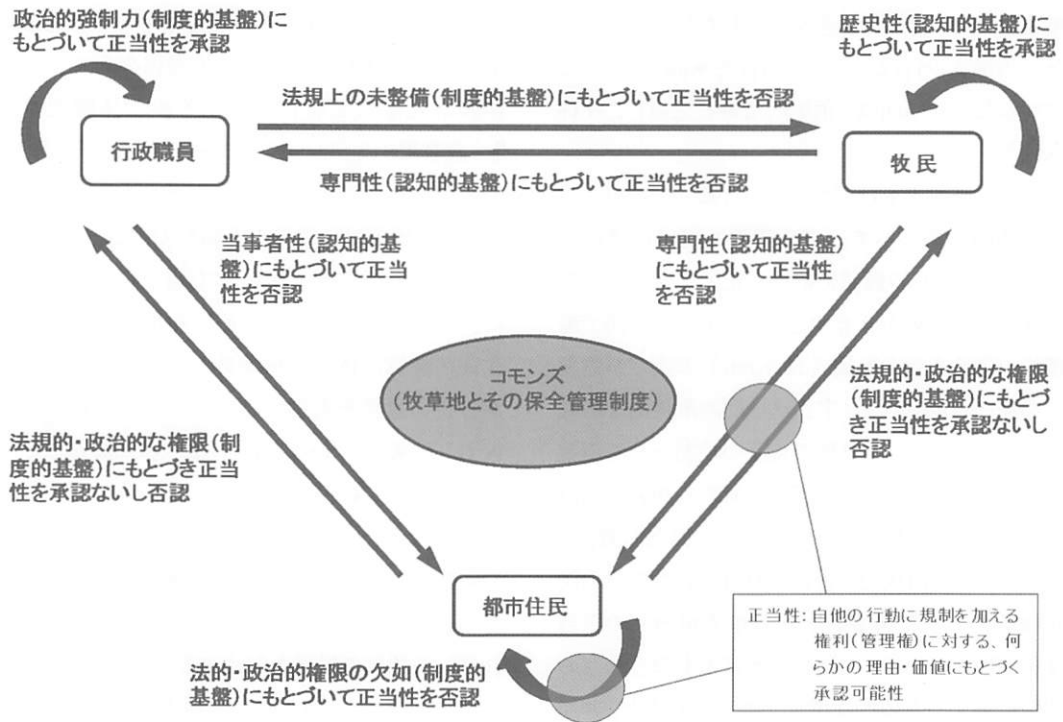 政治的強制力(制度的基盤)に
もとづいて正当性を承認
歴史性(認知的基盤)に
もとづいて正当性を承認
法規上の未整備(制度的基盤)にもとづいて正当性を否認
行政職員
牧民
専門性(認知的基盤)にもとづいて正当性を否認
当事者性(認知的基
盤)にもとづいて正当
性を否認
専門性(認知的基盤)
にもとづいて正当性
を否認
コモンズ
(牧草地とその保全管理制度)
法規的・政治的な権限
(制度的基盤)にもとづ
き正当性を承認ないし
否認
法規的・政治的な権限(制
度的基盤)にもとづき正当
性を承認ないし否認
都市住民
正当性: 自他の行動に規制を加える
権利(管理権)に対する、何
らかの理由・価値にもとづく
承認可能性
法的・政治的権限の欠如(制度的
基盤)にもとづいて正当性を否認